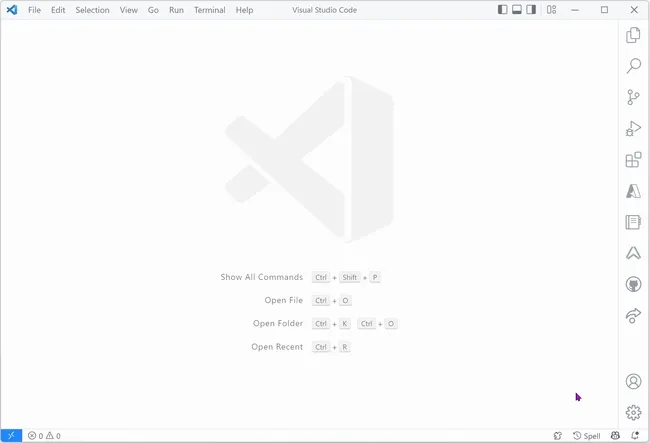 File Edit Selection View Go Run Terminal Help Visual Studio Code
Show All Commands Ctrl + Shift + P
Open File Ctrl + O
Open Folder Ctrl + K Ctrl + O
Open Recent Ctrl + R
0 0 Spell